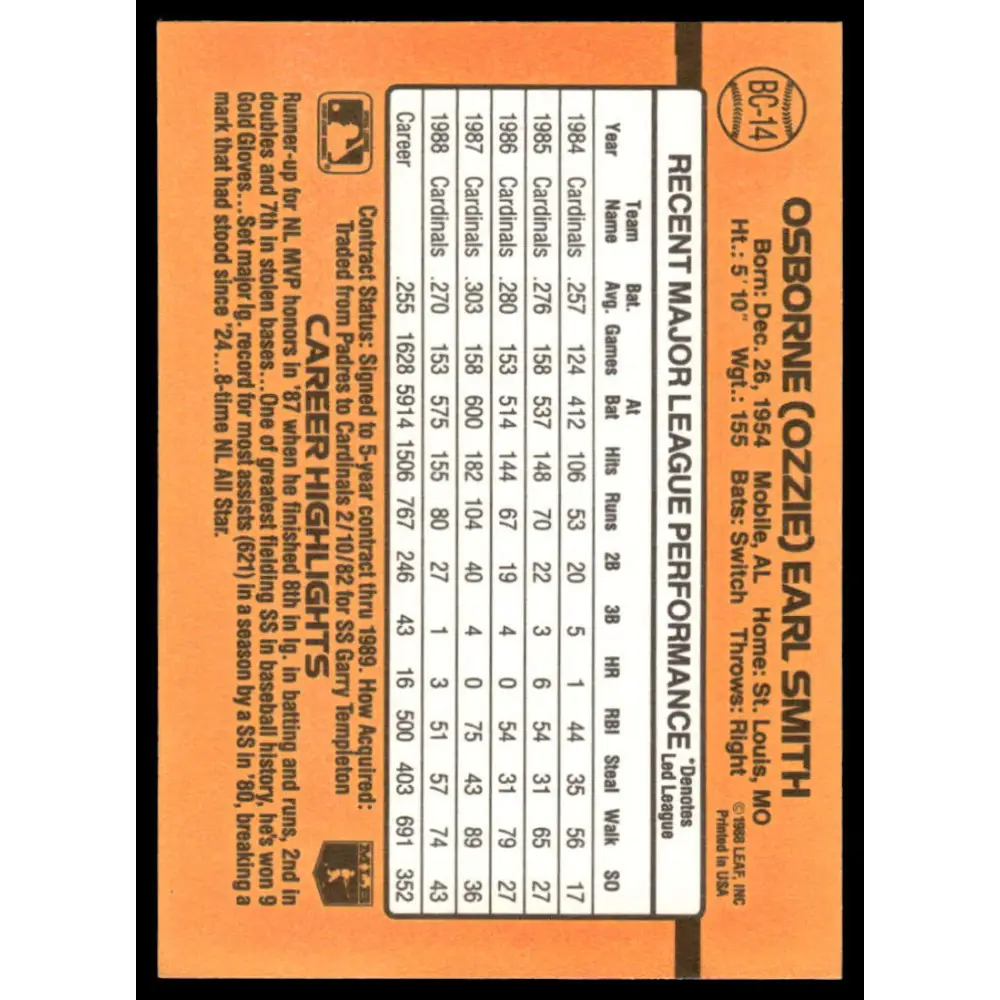 BC-14
OSBORNE (OZZIE) EARL SMITH
Born: Dec. 26, 1954 Mobile, AL Home: St. Louis, MO
Ht.: 5'10" Wgt.: 155 Bats: Switch Throws: Right
© 1988 LEAF, INC
Printed in USA
RECENT MAJOR LEAGUE PERFORMANCE
*Denotes
Led League
Year Team Name Bat. Avg. Games At Bat Hits Runs 2B 3B HR RBI Steal Walk SO
1984 Cardinals .257 124 412 106 53 20 5 1 44 35 56 17
1985 Cardinals .276 158 537 148 70 22 3 6 54 31 65 27
1986 Cardinals .280 153 514 144 67 19 4 0 54 31 79 27
1987 Cardinals .303 158 600 182 104 40 4 0 75 43 89 36
1988 Cardinals .270 153 575 155 80 27 1 3 51 57 74 43
Career .255 1628 5914 1506 767 246 43 16 500 403 691 352
Contract Status: Signed to 5-year contract thru 1989. How Acquired:
Traded from Padres to Cardinals 2/10/82 for SS Garry Templeton
MLB
CAREER HIGHLIGHTS
Runner-up for NL MVP honors in '87 when he finished 8th in lg. in batting and runs, 2nd in
doubles and 7th in stolen bases...One of greatest fielding SS in baseball history, he's won 9
Gold Gloves...Set major lg. record for most assists (621) in a season by a SS in '80, breaking a
mark that had stood since '24...8-time NL All Star.